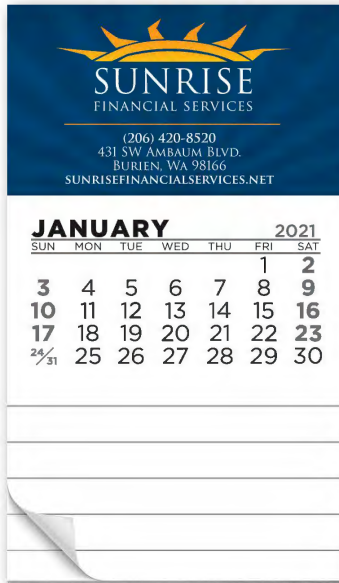 SUNRISE
FINANCIAL SERVICES
(206) 420-8520
431 SW AMBAUM BLVD.
BURIEN, WA 98166
SUNRISEFINANCIALSERVICES.NET
JANUARY 2021
SUN MON TUE WED THU FRI SAT
1 2
3 4 5 6 7 8 9
10 11 12 13 14 15 16
17 18 19 20 21 22 23
24/31 25 26 27 28 29 30